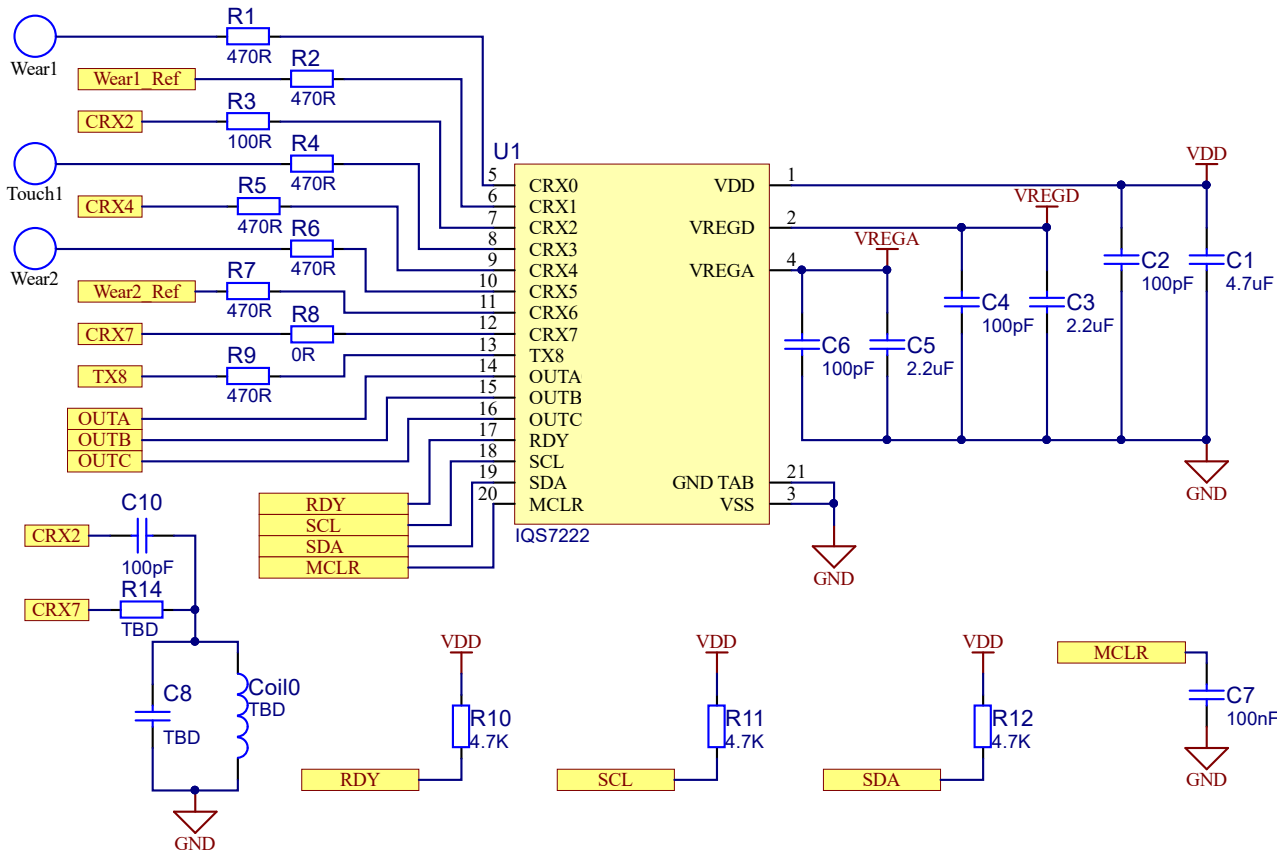 Wear1
R1
470R
Wear1_Ref
R2
470R
CRX2
R3
100R
Touch1
R4
470R
CRX4
R5
470R
Wear2
R6
470R
Wear2_Ref
R7
470R
CRX7
R8
0R
TX8
R9
470R
OUTA
OUTB
OUTC
RDY
SCL
SDA
MCLR
U1
5 CRX0
6 CRX1
7 CRX2
8 CRX3
9 CRX4
10 CRX5
11 CRX6
12 CRX7
13 TX8
14 OUTA
15 OUTB
16 OUTC
17 RDY
18 SCL
19 SDA
20 MCLR
VDD 1
VREGD 2
VREGA 4
GND TAB 21
VSS 3
IQS7222
GND
VREGA
VREGD
VDD
C6
100pF
C5
2.2uF
C4
100pF
C3
2.2uF
C2
100pF
C1
4.7uF
GND
CRX2
C10
100pF
CRX7
R14
TBD
C8
TBD
Coil0
TBD
GND
VDD
R10
4.7K
RDY
VDD
R11
4.7K
SCL
VDD
R12
4.7K
SDA
MCLR
C7
100nF
GND